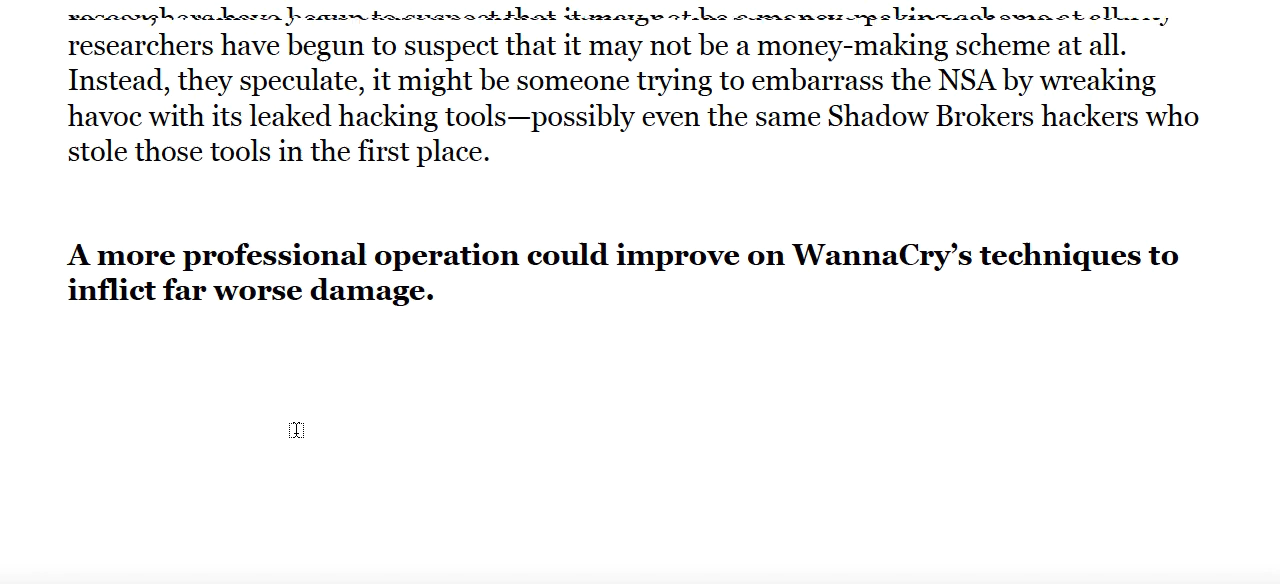 researchers have begun to suspect that it may not be a money-making scheme at all.
Instead, they speculate, it might be someone trying to embarrass the NSA by wreaking
havoc with its leaked hacking tools—possibly even the same Shadow Brokers hackers who
stole those tools in the first place.
A more professional operation could improve on WannaCry’s techniques to
inflict far worse damage.